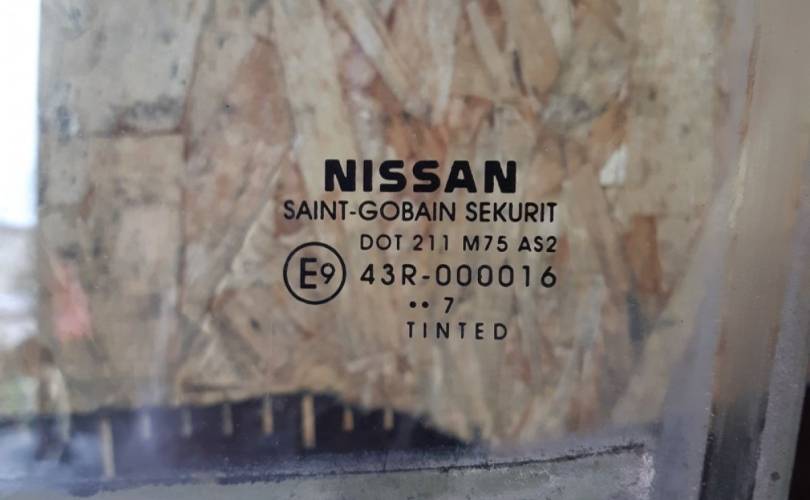 NISSAN
SAINT-GOBAIN SEKURIT
DOT 211 M75 AS2
E9 43R-000016
•• 7
TINTED